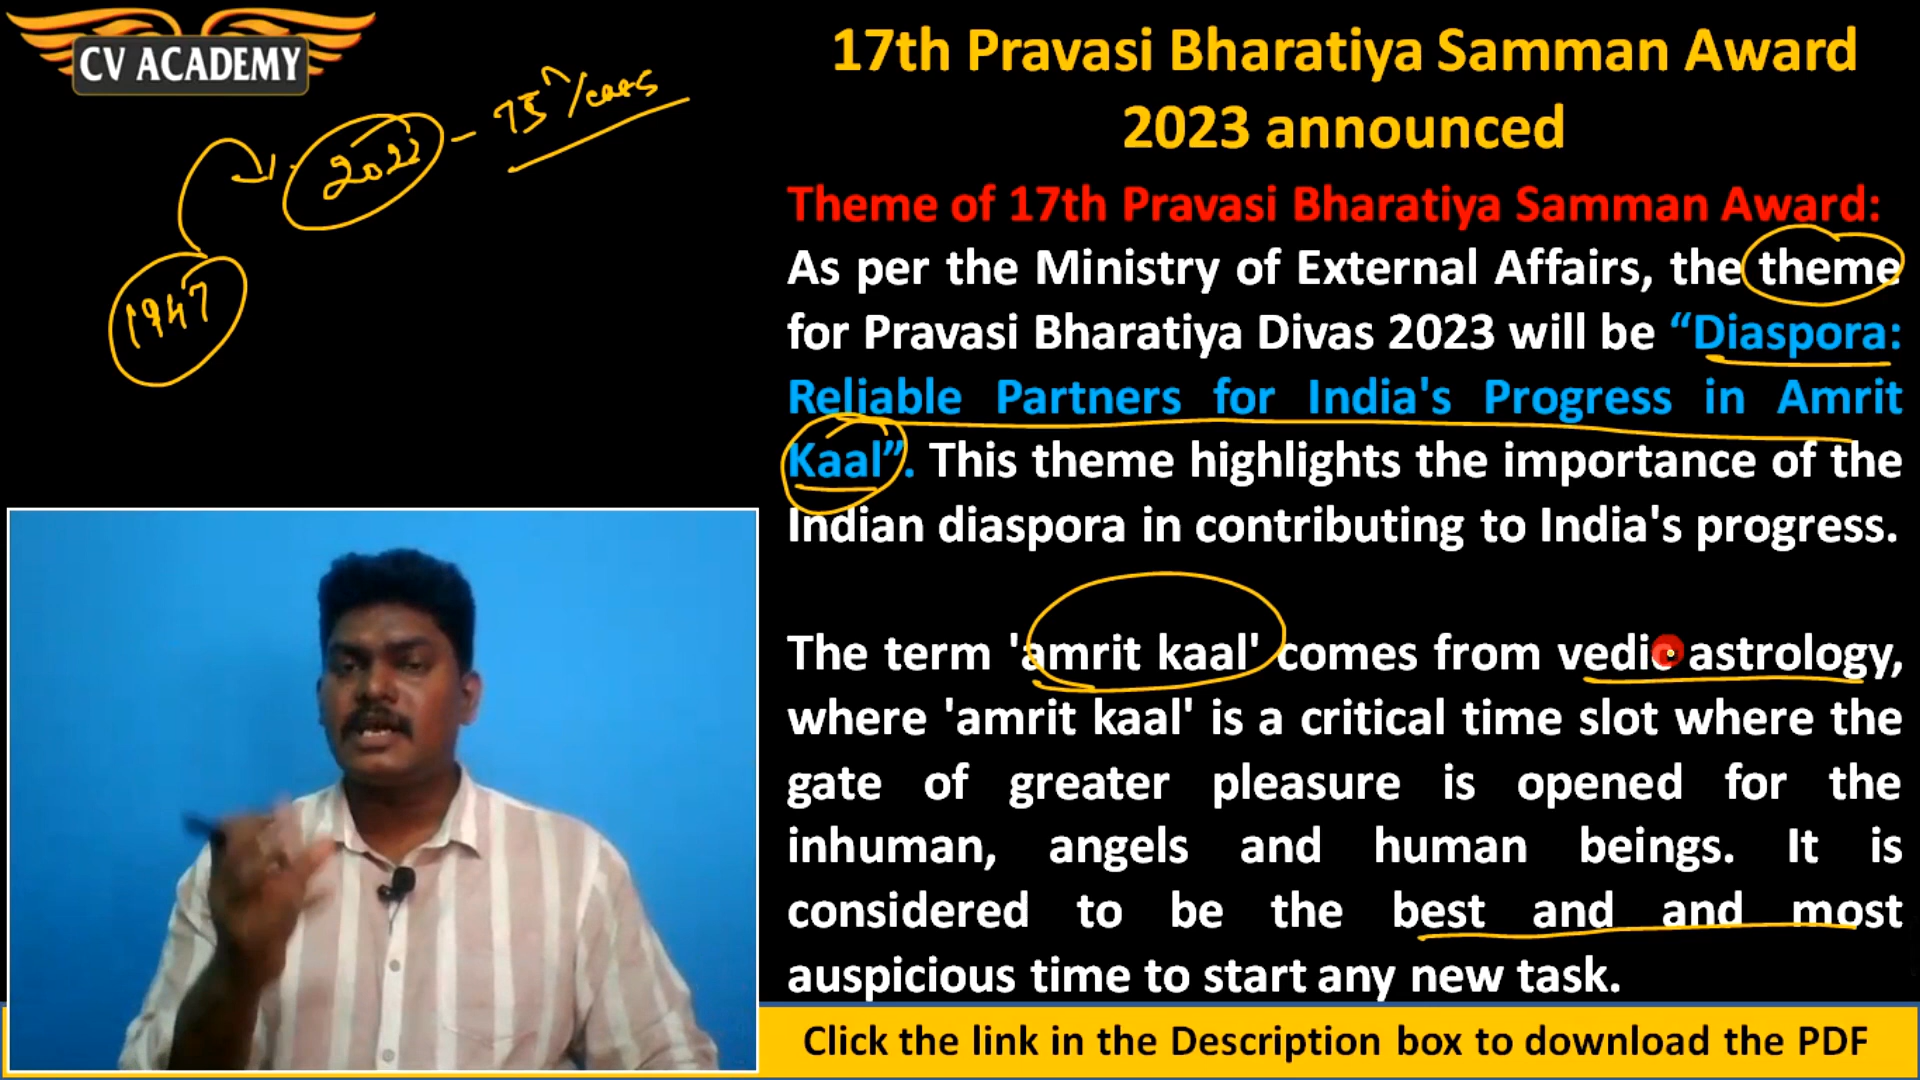 CV ACADEMY
1947
2022 - 75 Years
17th Pravasi Bharatiya Samman Award
2023 announced
Theme of 17th Pravasi Bharatiya Samman Award:
As per the Ministry of External Affairs, the theme
for Pravasi Bharatiya Divas 2023 will be “Diaspora:
Reliable Partners for India's Progress in Amrit
Kaal”. This theme highlights the importance of the
Indian diaspora in contributing to India's progress.
The term 'amrit kaal' comes from vedic astrology,
where 'amrit kaal' is a critical time slot where the
gate of greater pleasure is opened for the
inhuman, angels and human beings. It is
considered to be the best and and most
auspicious time to start any new task.
Click the link in the Description box to download the PDF